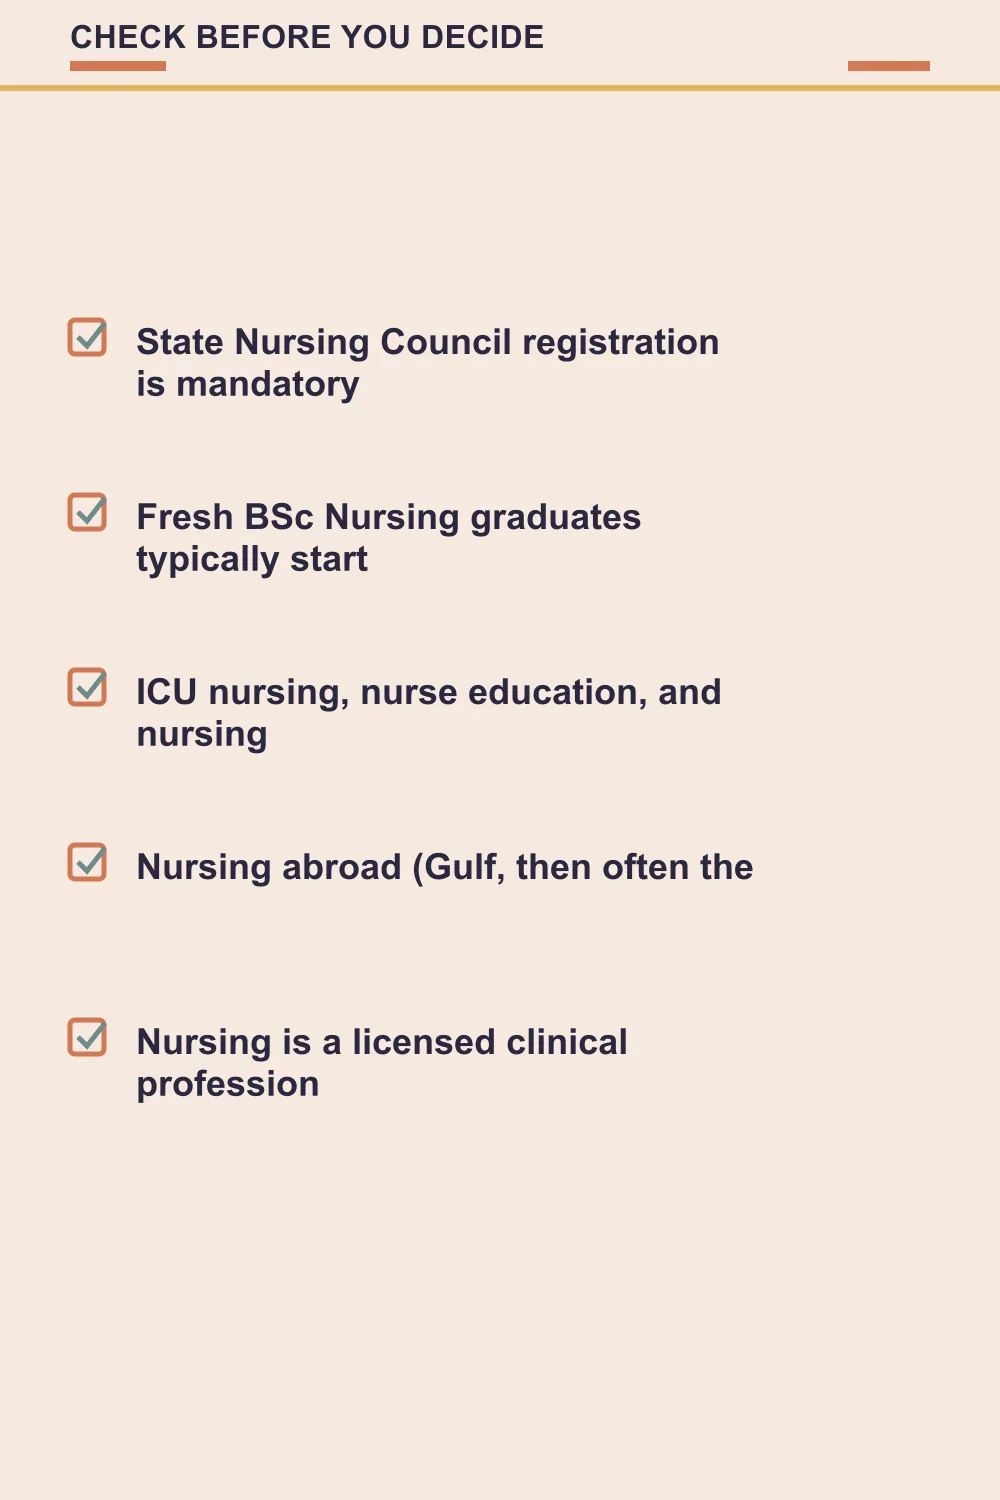 CHECK BEFORE YOU DECIDE
State Nursing Council registration
is mandatory
Fresh BSc Nursing graduates
typically start
ICU nursing, nurse education, and
nursing
Nursing abroad (Gulf, then often the
Nursing is a licensed clinical
profession